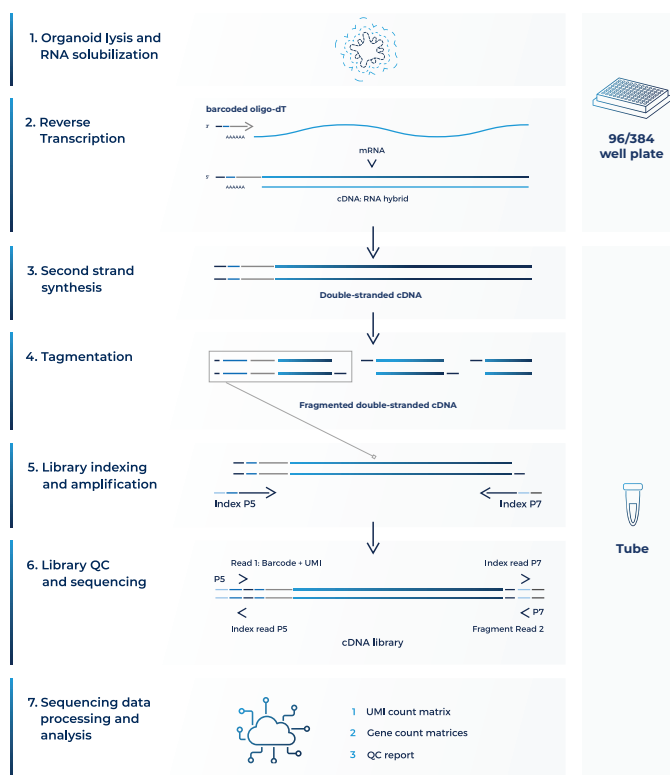 1. Organoid lysis and
RNA solubilization
2. Reverse
Transcription
barcoded oligo-dT
3'
AAAAAA
mRNA
5'
AAAAAA
cDNA: RNA hybrid
96/384
well plate
3. Second strand
synthesis
Double-stranded cDNA
4. Tagmentation
Fragmented double-stranded cDNA
5. Library indexing
and amplification
Index P5
Index P7
Tube
6. Library QC
and sequencing
Read 1: Barcode + UMI
Index read P7
P5
P7
Index read P5
Fragment Read 2
cDNA library
7. Sequencing data
processing and
analysis
1 UMI count matrix
2 Gene count matrices
3 QC report